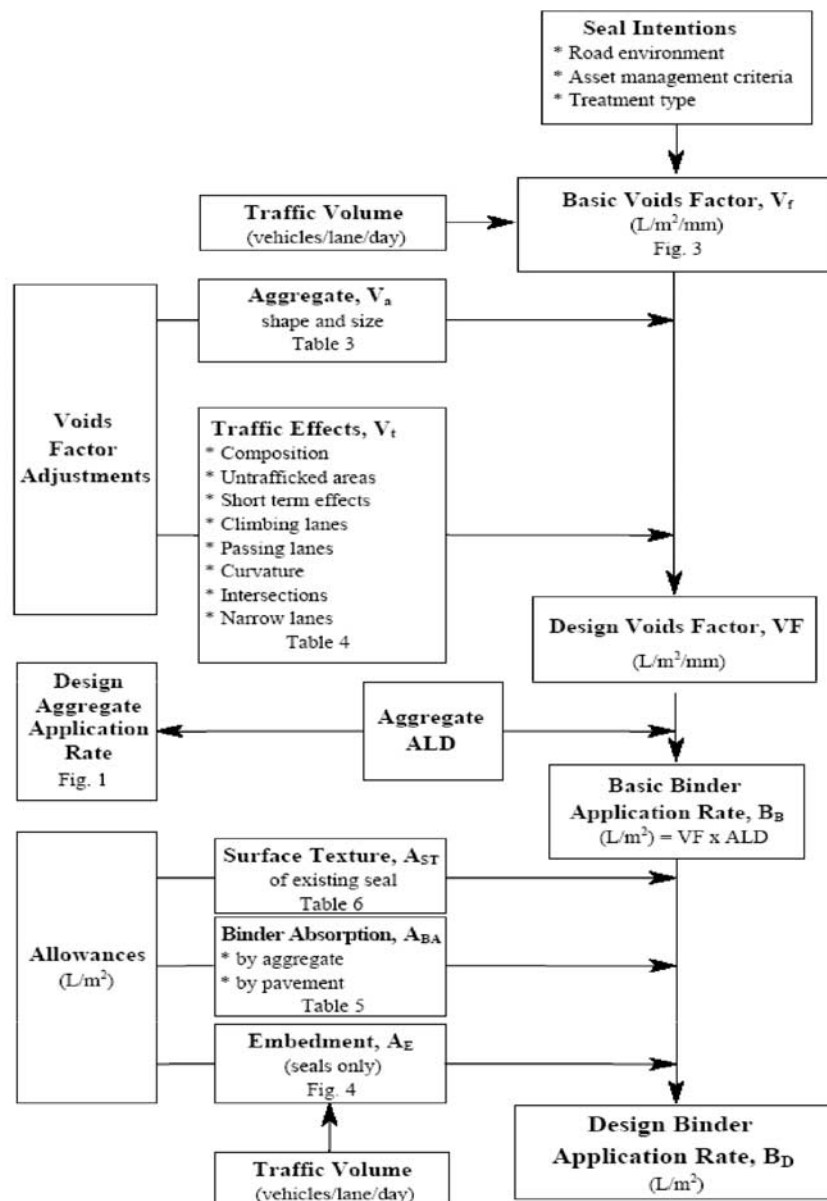 Seal Intentions
* Road environment
* Asset management criteria
* Treatment type
Traffic Volume
(vehicles/lane/day)
Basic Voids Factor, Vf
(L/m²/mm)
Fig. 3
Aggregate, Va
shape and size
Table 3
Voids
Factor
Adjustments
Traffic Effects, Vt
* Composition
* Untrafficked areas
* Short term effects
* Climbing lanes
* Passing lanes
* Curvature
* Intersections
* Narrow lanes
Table 4
Design Voids Factor, VF
(L/m²/mm)
Design
Aggregate
Application
Rate
Fig. 1
Aggregate
ALD
Basic Binder
Application Rate, BB
(L/m²) = VF x ALD
Surface Texture, AST
of existing seal
Table 6
Allowances
(L/m²)
Binder Absorption, ABA
* by aggregate
* by pavement
Table 5
Embedment, AE
(seals only)
Fig. 4
Design Binder
Application Rate, BD
(L/m²)
Traffic Volume
(vehicles/lane/day)